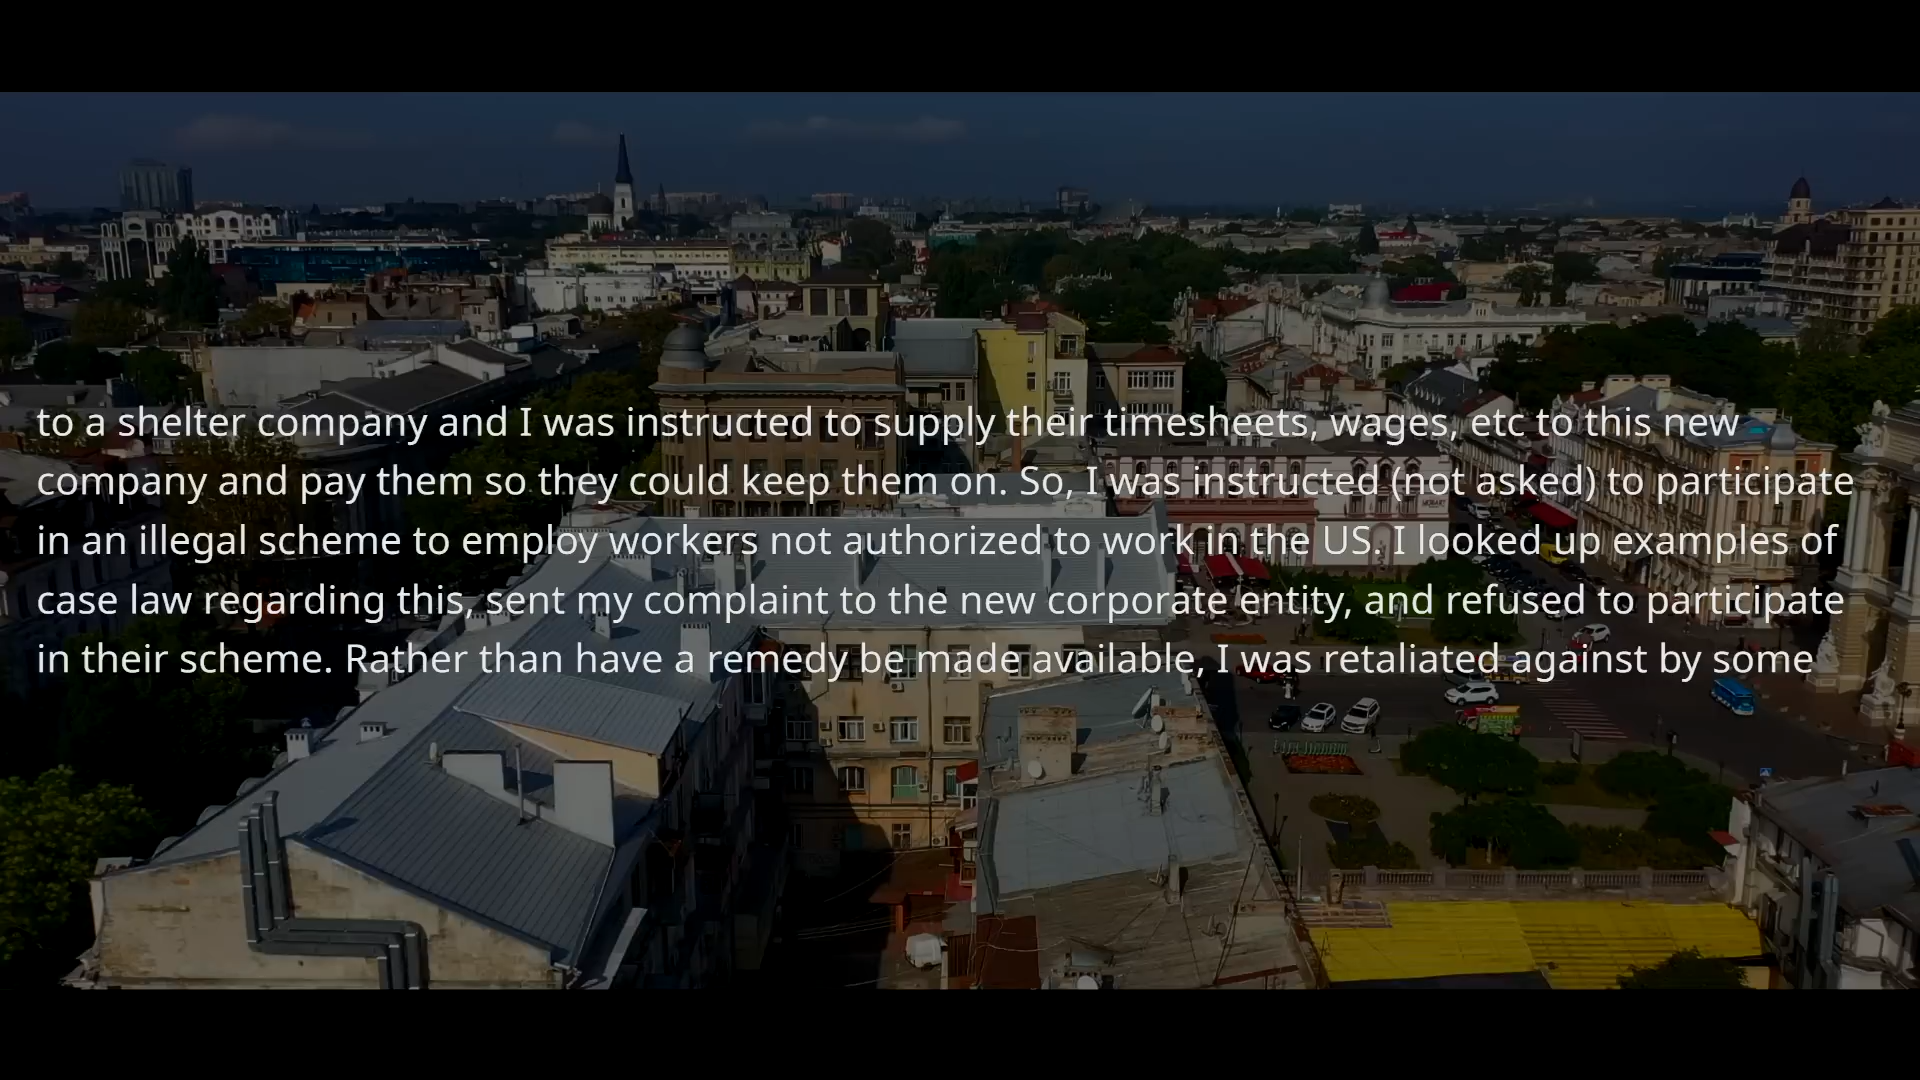 to a shelter company and I was instructed to supply their timesheets, wages, etc to this new
company and pay them so they could keep them on. So, I was instructed (not asked) to participate
in an illegal scheme to employ workers not authorized to work in the US. I looked up examples of
case law regarding this, sent my complaint to the new corporate entity, and refused to participate
in their scheme. Rather than have a remedy be made available, I was retaliated against by some